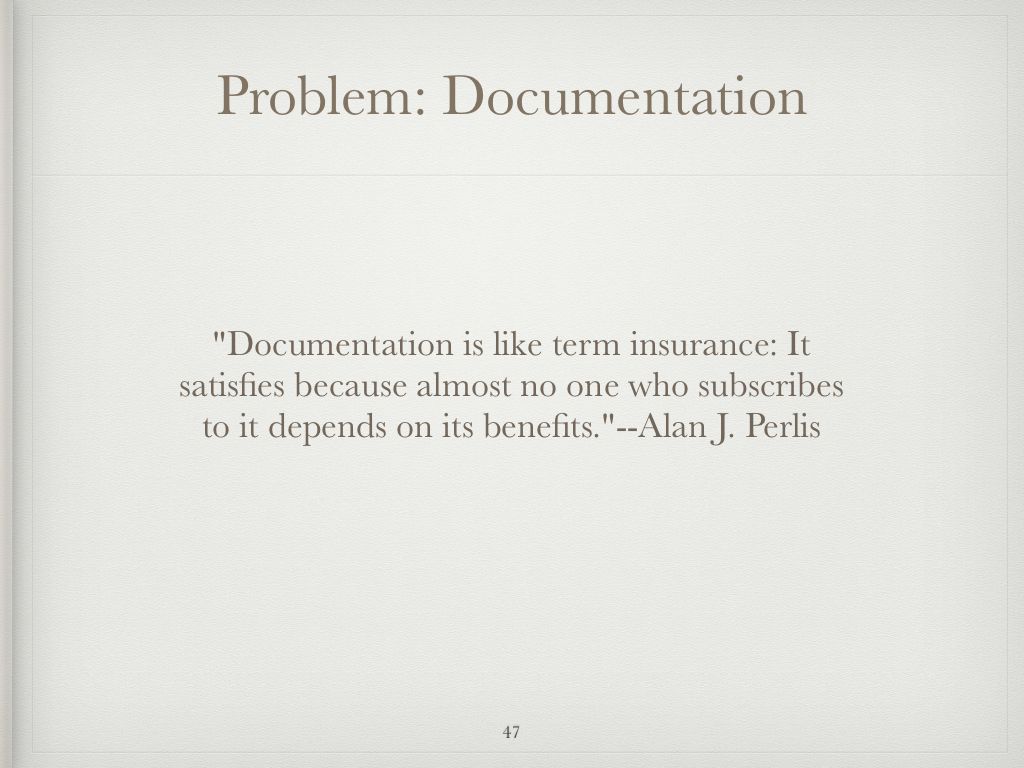 Problem: Documentation
"Documentation is like term insurance: It
satisfies because almost no one who subscribes
to it depends on its benefits."--Alan J. Perlis
47